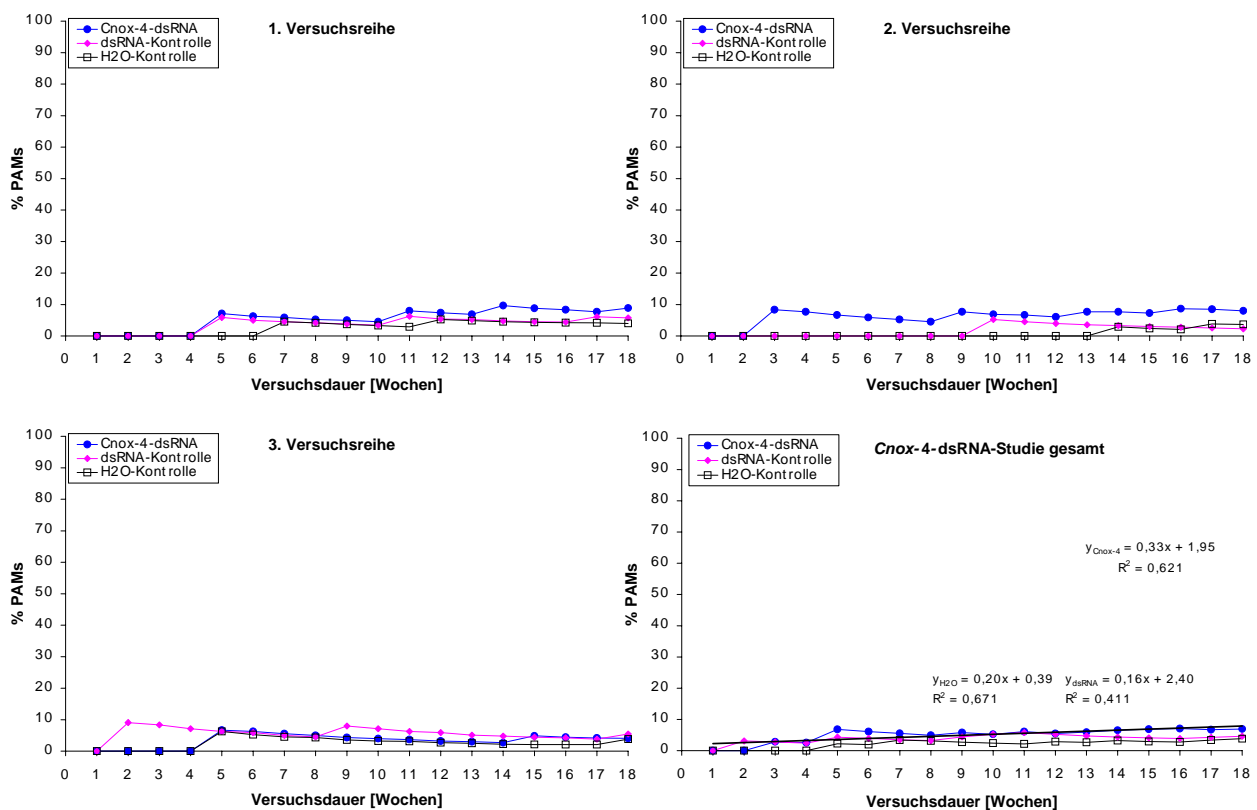 1. Versuchsreihe
Cnox-4-dsRNA
dsRNA-Kontrolle
H2O-Kontrolle
% PAMs
100
90
80
70
60
50
40
30
20
10
0
0 1 2 3 4 5 6 7 8 9 10 11 12 13 14 15 16 17 18
Versuchsdauer [Wochen]
2. Versuchsreihe
Cnox-4-dsRNA
dsRNA-Kontrolle
H2O-Kontrolle
% PAMs
100
90
80
70
60
50
40
30
20
10
0
0 1 2 3 4 5 6 7 8 9 10 11 12 13 14 15 16 17 18
Versuchsdauer [Wochen]
3. Versuchsreihe
Cnox-4-dsRNA
dsRNA-Kontrolle
H2O-Kontrolle
% PAMs
100
90
80
70
60
50
40
30
20
10
0
0 1 2 3 4 5 6 7 8 9 10 11 12 13 14 15 16 17 18
Versuchsdauer [Wochen]
Cnox-4-dsRNA-Studie gesamt
Cnox-4-dsRNA
dsRNA-Kontrolle
H2O-Kontrolle
% PAMs
100
90
80
70
60
50
40
30
20
10
0
yCnox-4 = 0,33x + 1,95
R² = 0,621
yH2O = 0,20x + 0,39
R² = 0,671
ydsRNA = 0,16x + 2,40
R² = 0,411
0 1 2 3 4 5 6 7 8 9 10 11 12 13 14 15 16 17 18
Versuchsdauer [Wochen]